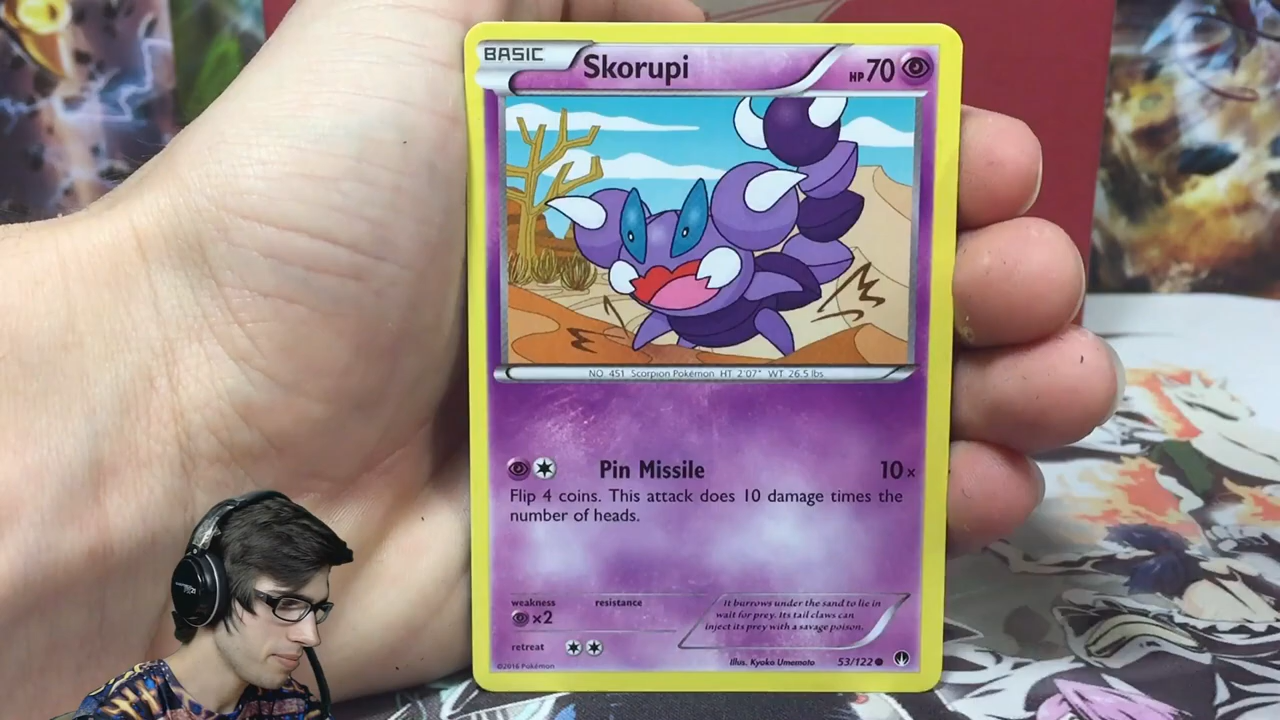 BASIC
Skorupi
HP 70
NO. 451 Scorpion Pokémon HT. 2'07" WT. 26.5 lbs
Pin Missile 10×
Flip 4 coins. This attack does 10 damage times the
number of heads.
weakness resistance
×2
retreat
It burrows under the sand to lie in
wait for prey. Its tail claws can
inject its prey with a savage poison.
©2016 Pokémon
Illus. Kyoko Umemoto 53/122